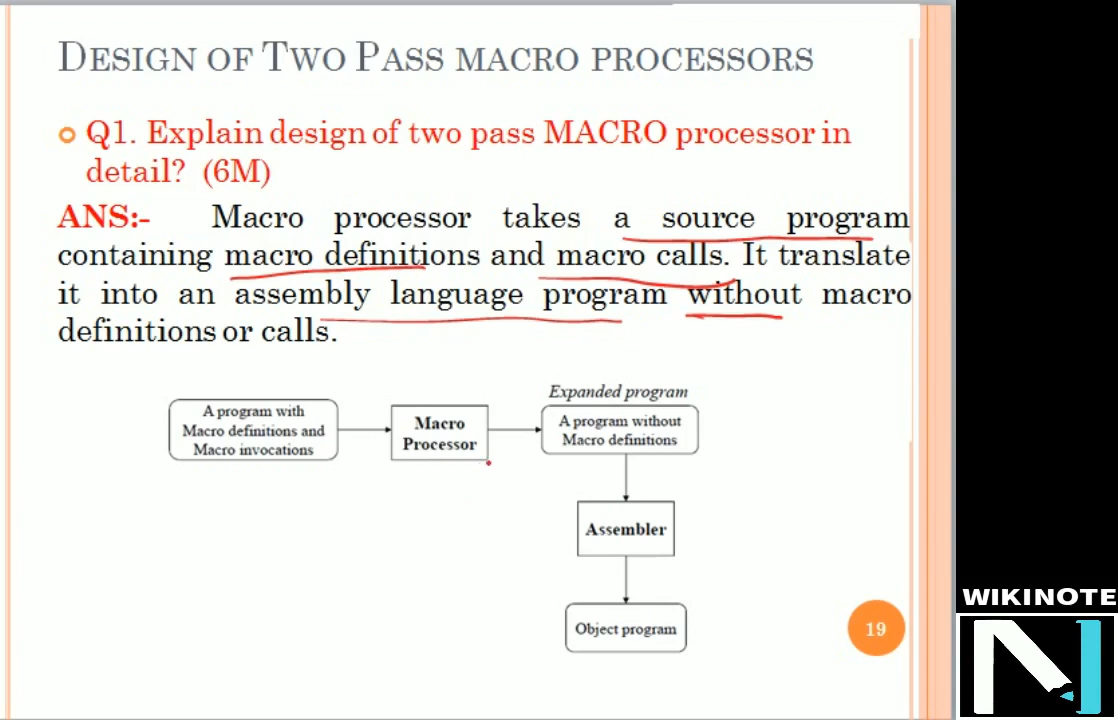 DESIGN OF TWO PASS MACRO PROCESSORS
Q1. Explain design of two pass MACRO processor in
detail? (6M)
ANS:- Macro processor takes a source program
containing macro definitions and macro calls. It translate
it into an assembly language program without macro
definitions or calls.
A program with
Macro definitions and
Macro invocations
Macro
Processor
Expanded program
A program without
Macro definitions
Assembler
Object program
19
WIKINOTE
N